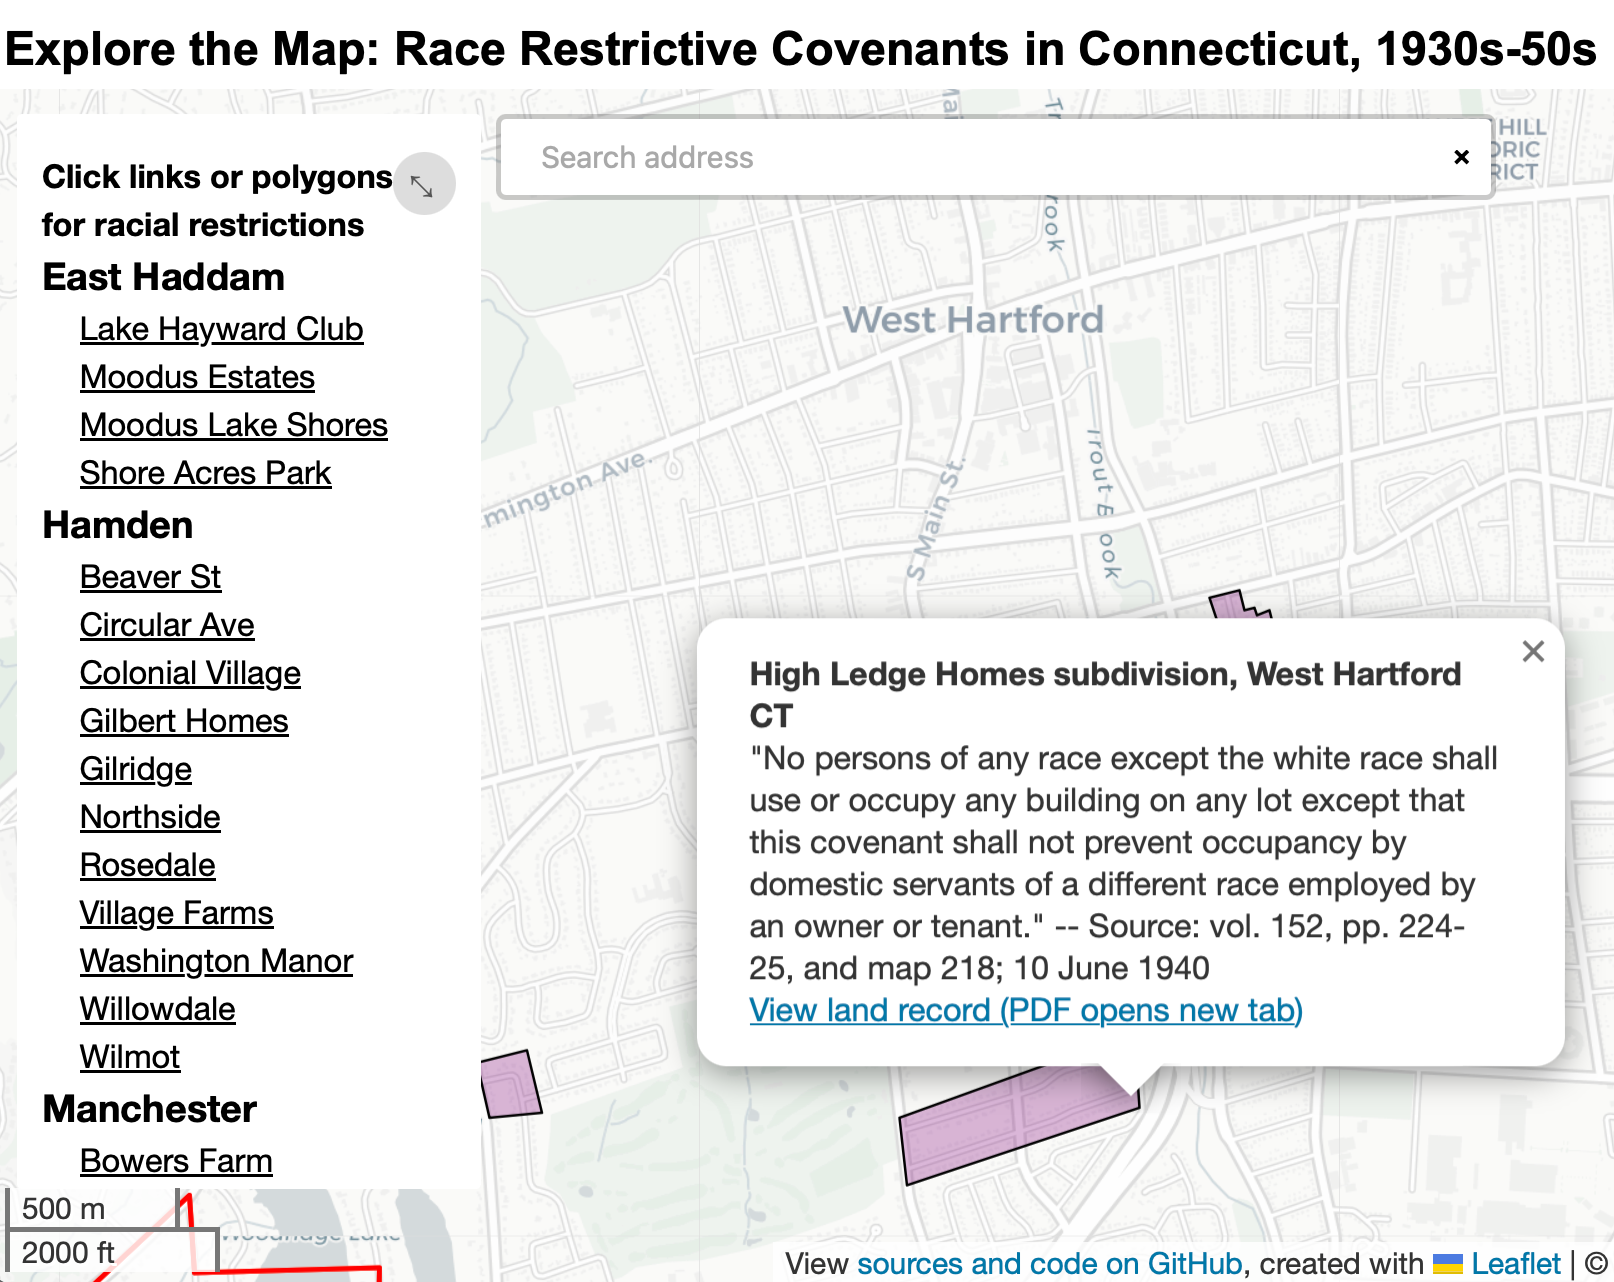 Explore the Map: Race Restrictive Covenants in Connecticut, 1930s-50s
Click links or polygons
for racial restrictions
East Haddam
Lake Hayward Club
Moodus Estates
Moodus Lake Shores
Shore Acres Park
Hamden
Beaver St
Circular Ave
Colonial Village
Gilbert Homes
Gilridge
Northside
Rosedale
Village Farms
Washington Manor
Willowdale
Wilmot
Manchester
Bowers Farm
500 m
2000 ft
Search address
×
HILL
West Hartford
mington Ave.
S Main St.
High Ledge Homes subdivision, West Hartford
CT
"No persons of any race except the white race shall
use or occupy any building on any lot except that
this covenant shall not prevent occupancy by
domestic servants of a different race employed by
an owner or tenant." -- Source: vol. 152, pp. 224-
25, and map 218; 10 June 1940
View land record (PDF opens new tab)
×
View sources and code on GitHub, created with Leaflet | ©